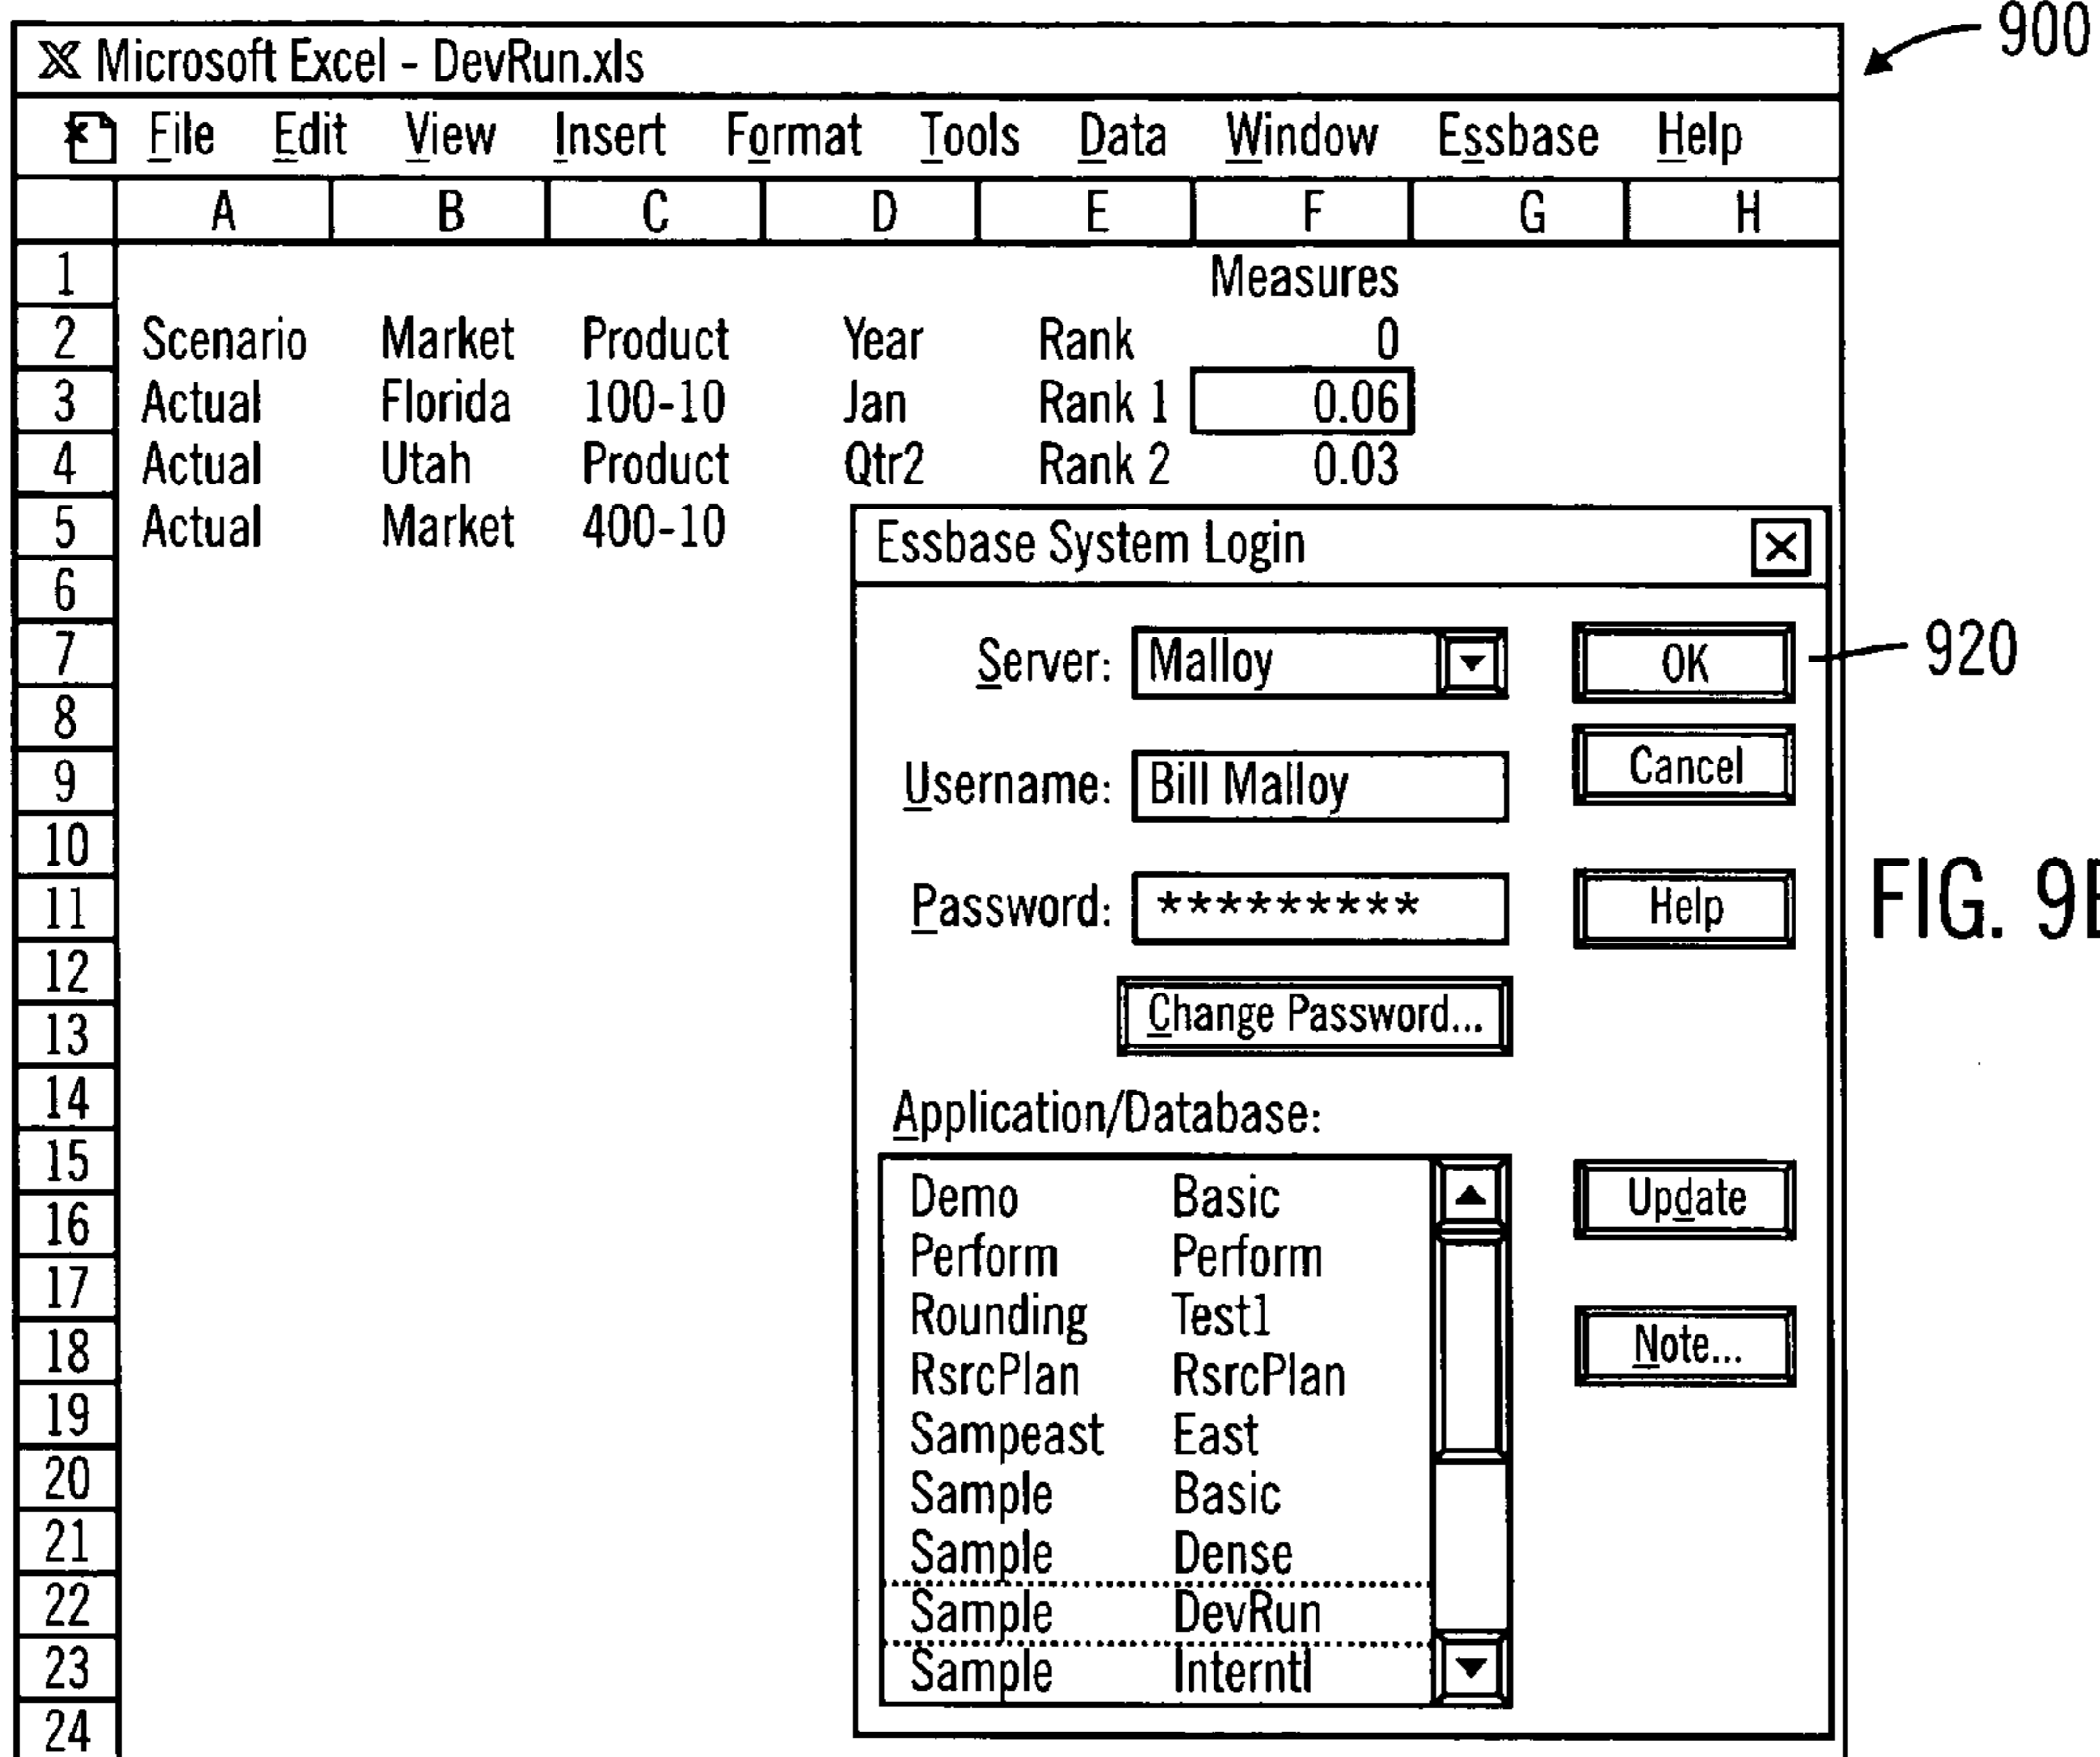 900
Microsoft Excel - DevRun.xls
File Edit View Insert Format Tools Data Window Essbase Help
A B C D E F G H
1 Measures
2 Scenario Market Product Year Rank 0
3 Actual Florida 100-10 Jan Rank 1 0.06
4 Actual Utah Product Qtr2 Rank 2 0.03
5 Actual Market 400-10
6
7
8
9
10
11
12
13
14
15
16
17
18
19
20
21
22
23
24
Essbase System Login
Server: Malloy OK
920
Username: Bill Malloy Cancel
Password: ********* Help
Change Password...
Application/Database:
Demo Basic Update
Perform Perform
Rounding Test1
RsrcPlan RsrcPlan Note...
Sampeast East
Sample Basic
Sample Dense
Sample DevRun
Sample Interntl
FIG. 9